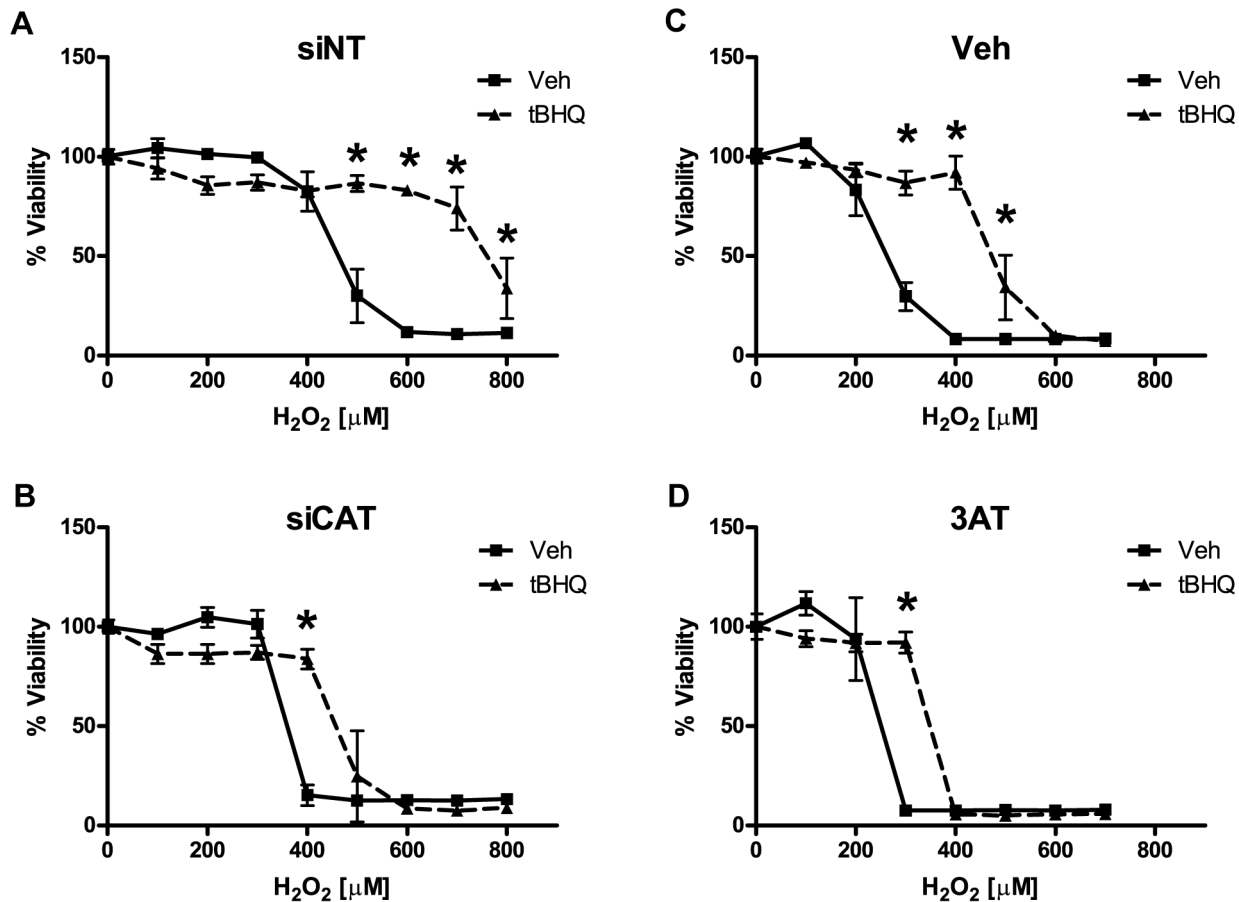 A
siNT
Veh
tBHQ
150
100
50
0
% Viability
* * * *
0 200 400 600 800
H₂O₂ [μM]
C
Veh
Veh
tBHQ
150
100
50
0
% Viability
* * *
0 200 400 600 800
H₂O₂ [μM]
B
siCAT
Veh
tBHQ
150
100
50
0
% Viability
*
0 200 400 600 800
H₂O₂ [μM]
D
3AT
Veh
tBHQ
150
100
50
0
% Viability
*
0 200 400 600 800
H₂O₂ [μM]